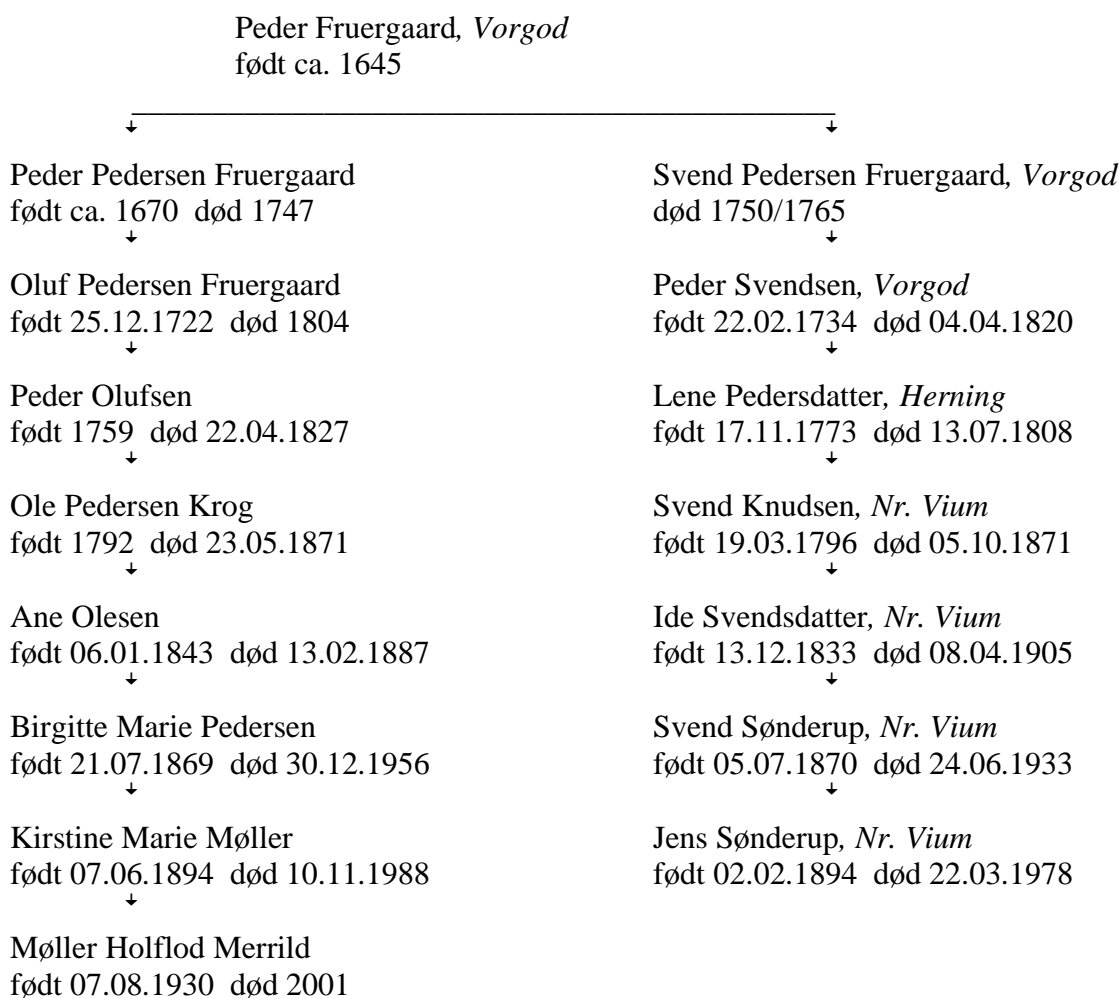 Peder Fruergaard, Vorgod
født ca. 1645
Peder Pedersen Fruergaard
født ca. 1670 død 1747
Oluf Pedersen Fruergaard
født 25.12.1722 død 1804
Peder Olufsen
født 1759 død 22.04.1827
Ole Pedersen Krog
født 1792 død 23.05.1871
Ane Olesen
født 06.01.1843 død 13.02.1887
Birgitte Marie Pedersen
født 21.07.1869 død 30.12.1956
Kirstine Marie Møller
født 07.06.1894 død 10.11.1988
Møller Holflod Merrild
født 07.08.1930 død 2001
Svend Pedersen Fruergaard, Vorgod
død 1750/1765
Peder Svendsen, Vorgod
født 22.02.1734 død 04.04.1820
Lene Pedersdatter, Herning
født 17.11.1773 død 13.07.1808
Svend Knudsen, Nr. Vium
født 19.03.1796 død 05.10.1871
Ide Svendsdatter, Nr. Vium
født 13.12.1833 død 08.04.1905
Svend Sønderup, Nr. Vium
født 05.07.1870 død 24.06.1933
Jens Sønderup, Nr. Vium
født 02.02.1894 død 22.03.1978